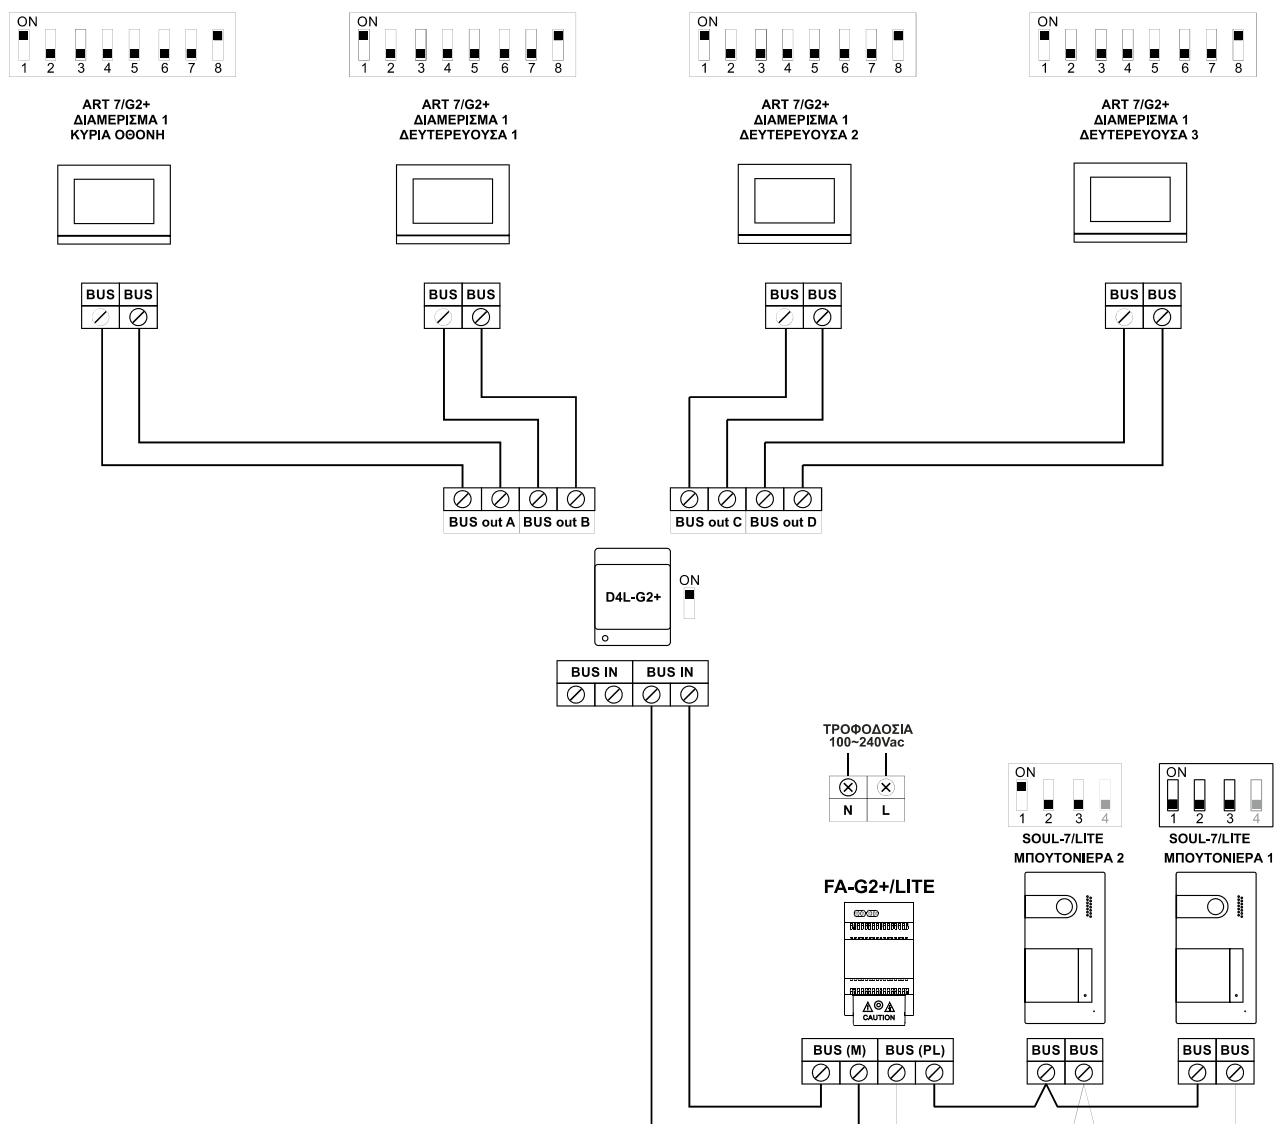 ON
1 2 3 4 5 6 7 8
ON
1 2 3 4 5 6 7 8
ON
1 2 3 4 5 6 7 8
ON
1 2 3 4 5 6 7 8
ART 7/G2+
ΔΙΑΜΕΡΙΣΜΑ 1
ΚΥΡΙΑ ΟΘΟΝΗ
ART 7/G2+
ΔΙΑΜΕΡΙΣΜΑ 1
ΔΕΥΤΕΡΕΥΟΥΣΑ 1
ART 7/G2+
ΔΙΑΜΕΡΙΣΜΑ 1
ΔΕΥΤΕΡΕΥΟΥΣΑ 2
ART 7/G2+
ΔΙΑΜΕΡΙΣΜΑ 1
ΔΕΥΤΕΡΕΥΟΥΣΑ 3
BUS BUS
BUS BUS
BUS BUS
BUS BUS
BUS out A BUS out B
BUS out C BUS out D
D4L-G2+
ON
BUS IN BUS IN
ΤΡΟΦΟΔΟΣΙΑ
100~240Vac
N L
ON
1 2 3 4
SOUL-7/LITE
ΜΠΟΥΤΟΝΙΕΡΑ 2
ON
1 2 3 4
SOUL-7/LITE
ΜΠΟΥΤΟΝΙΕΡΑ 1
FA-G2+/LITE
CAUTION
BUS (M) BUS (PL)
BUS BUS
BUS BUS